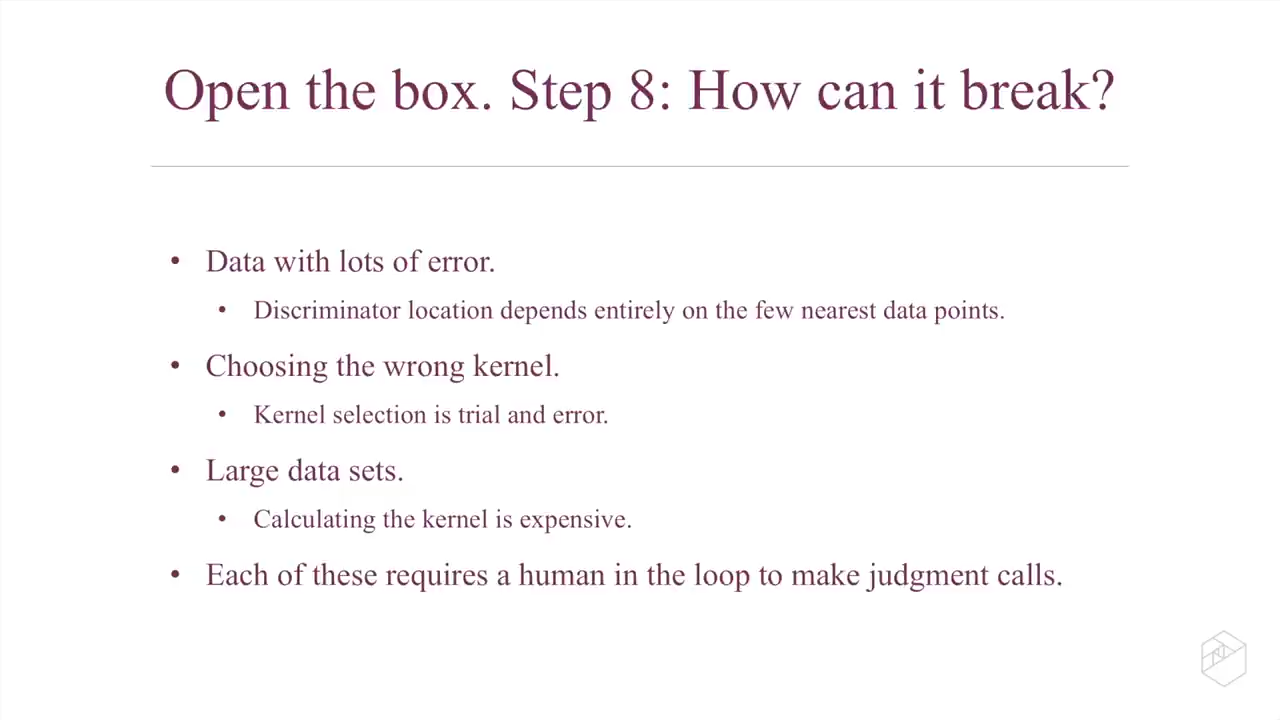 Open the box. Step 8: How can it break?
• Data with lots of error.
• Discriminator location depends entirely on the few nearest data points.
• Choosing the wrong kernel.
• Kernel selection is trial and error.
• Large data sets.
• Calculating the kernel is expensive.
• Each of these requires a human in the loop to make judgment calls.